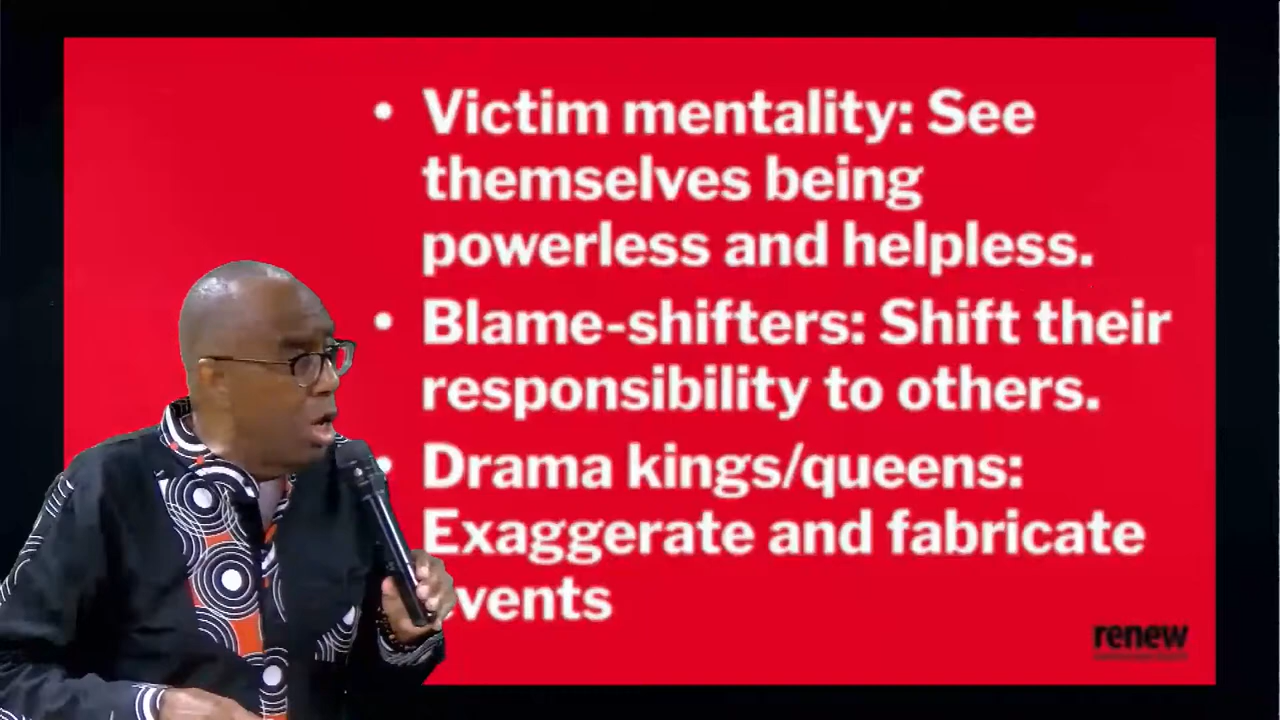 • Victim mentality: See
themselves being
powerless and helpless.
• Blame-shifters: Shift their
responsibility to others.
• Drama kings/queens:
Exaggerate and fabricate
vents
renew